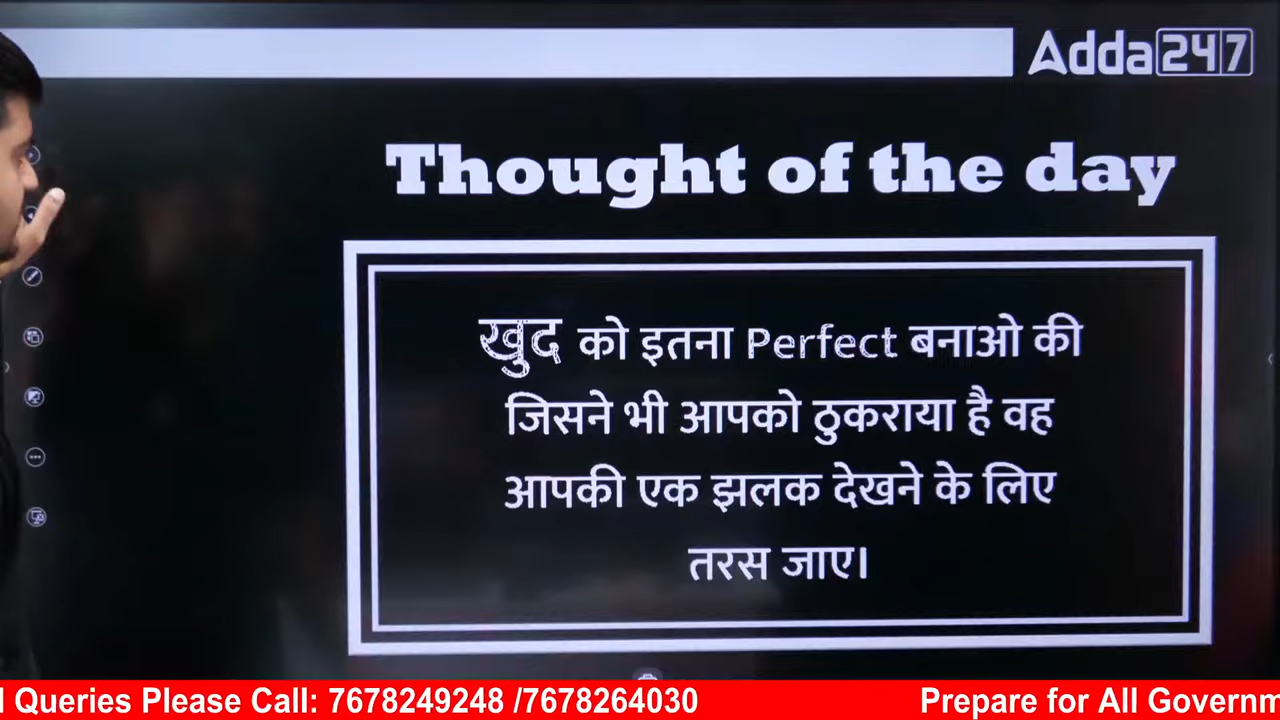 Adda247
Thought of the day
खुद को इतना Perfect बनाओ की
जिसने भी आपको ठुकराया है वह
आपकी एक झलक देखने के लिए
तरस जाए।
Queries Please Call: 7678249248 /7678264030
Prepare for All